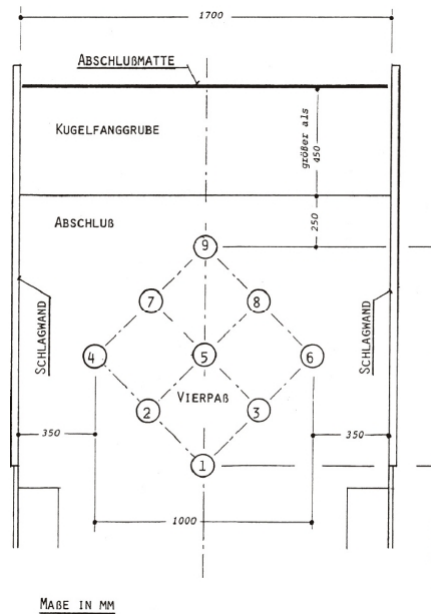 1700
ABSCHLUßMATTE
KUGELFANGGRUBE
größer als
450
ABSCHLUß
250
9
7
8
SCHLAGWAND
4
5
6
SCHLAGWAND
VIERPAß
2
3
350
350
1
1000
MAßE IN MM